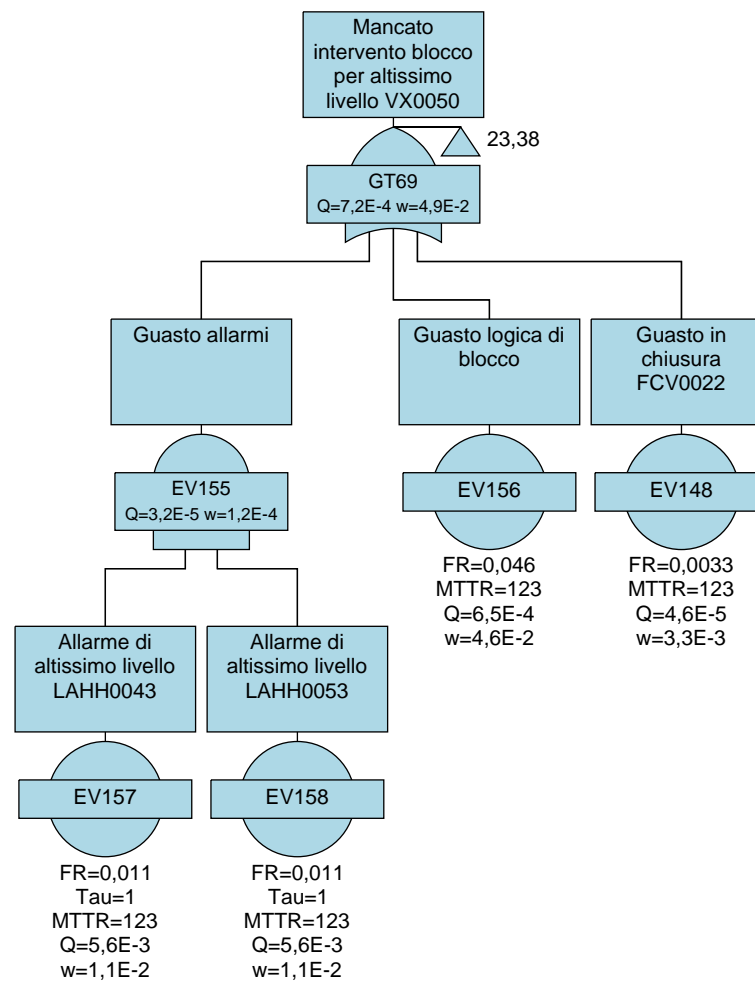 Mancato
intervento blocco
per altissimo
livello VX0050
23,38
GT69
Q=7,2E-4 w=4,9E-2
Guasto allarmi
Guasto logica di
blocco
Guasto in
chiusura
FCV0022
EV155
Q=3,2E-5 w=1,2E-4
EV156
FR=0,046
MTTR=123
Q=6,5E-4
w=4,6E-2
EV148
FR=0,0033
MTTR=123
Q=4,6E-5
w=3,3E-3
Allarme di
altissimo livello
LAHH0043
Allarme di
altissimo livello
LAHH0053
EV157
FR=0,011
Tau=1
MTTR=123
Q=5,6E-3
w=1,1E-2
EV158
FR=0,011
Tau=1
MTTR=123
Q=5,6E-3
w=1,1E-2